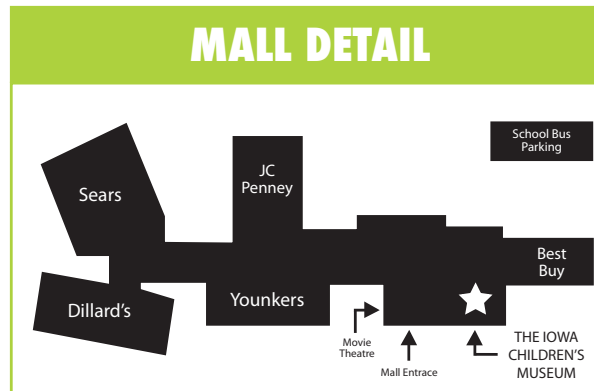 MALL DETAIL
School Bus
Parking
JC
Penney
Sears
Best
Buy
Dillard's
Younkers
Movie
Theatre
Mall Entrace
THE IOWA
CHILDREN'S
MUSEUM